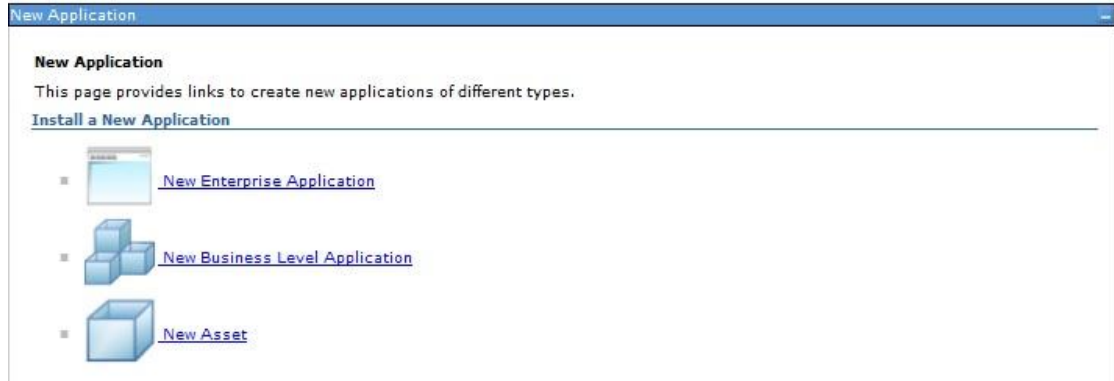 New Application
New Application
This page provides links to create new applications of different types.
Install a New Application
New Enterprise Application
New Business Level Application
New Asset